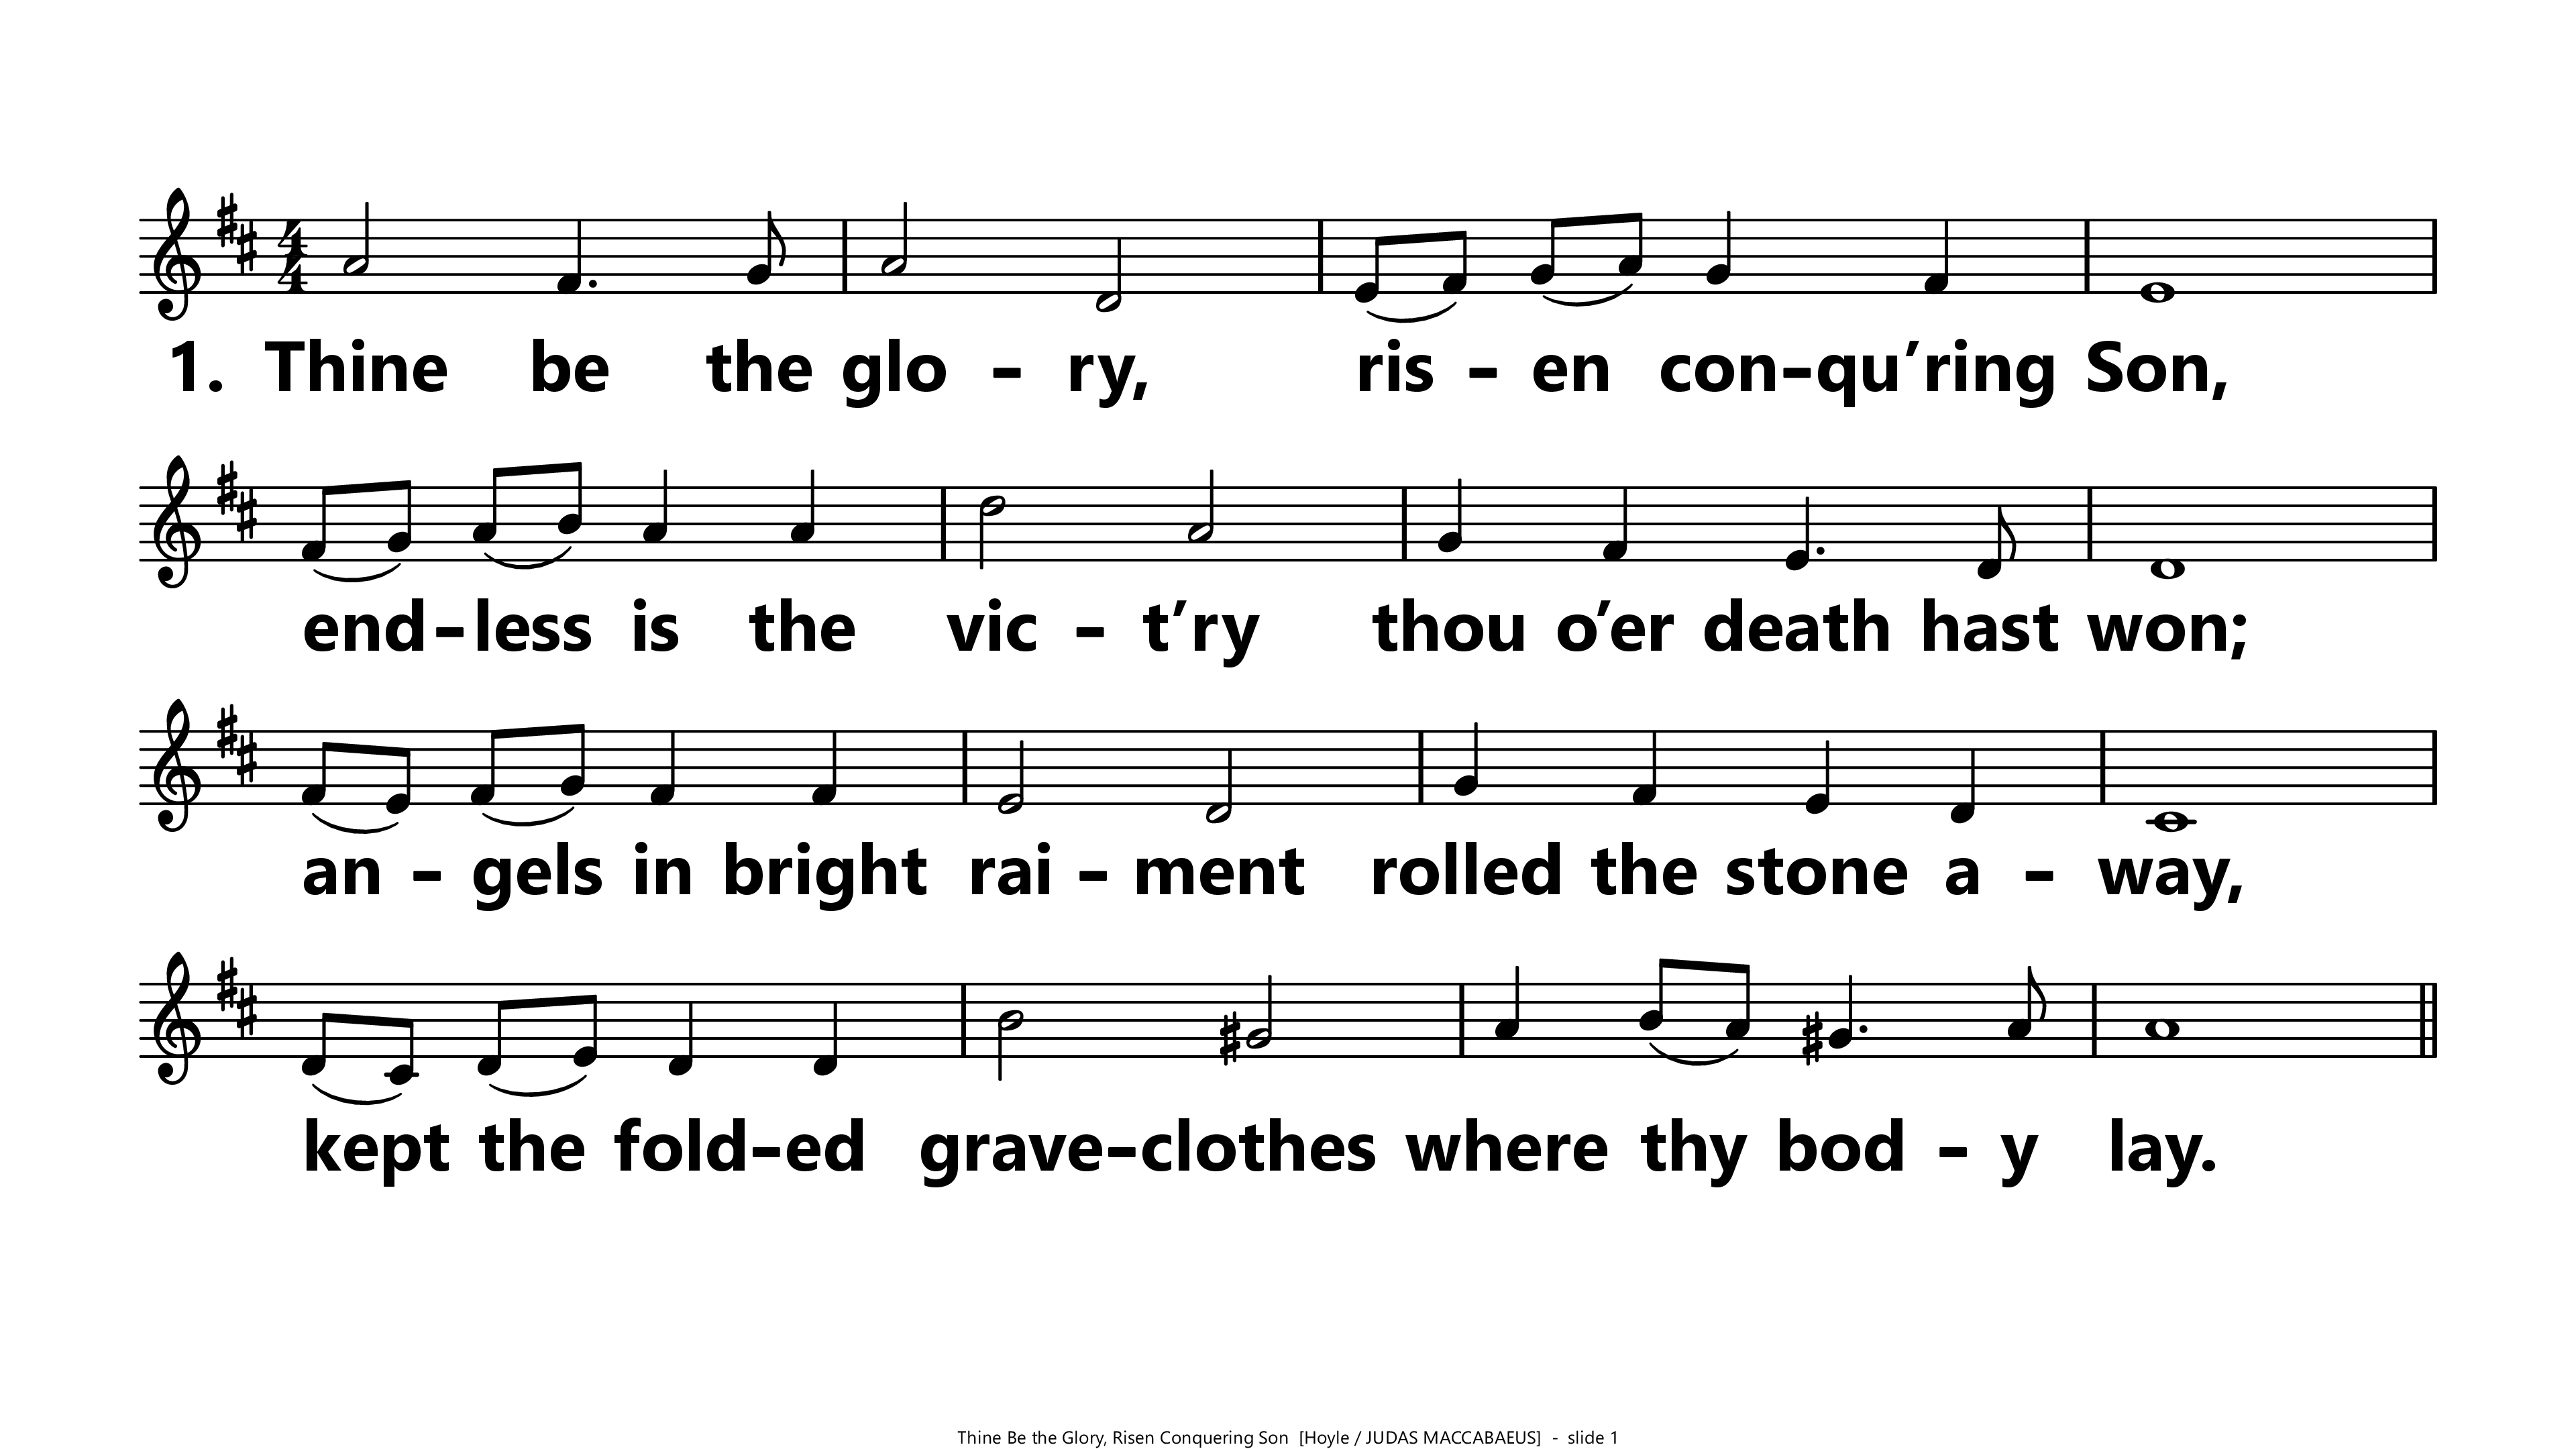 1. Thine be the glo - ry, ris - en con-qu’ring Son,
end-less is the vic - t’ry thou o’er death hast won;
an - gels in bright rai - ment rolled the stone a - way,
kept the fold-ed grave-clothes where thy bod - y lay.
Thine Be the Glory, Risen Conquering Son [Hoyle / JUDAS MACCABAEUS] - slide 1